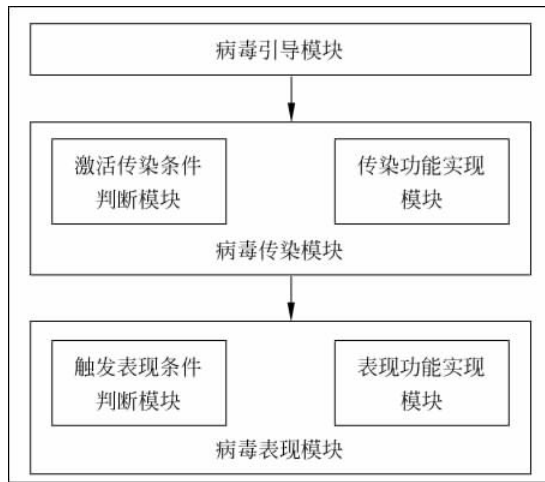 病毒引导模块
激活传染条件
判断模块
传染功能实现
模块
病毒传染模块
触发表现条件
判断模块
表现功能实现
模块
病毒表现模块